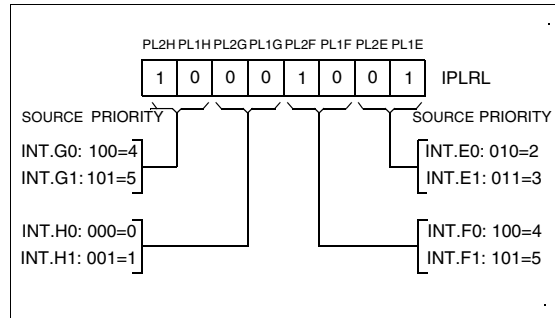 PL2H PL1H PL2G PL1G PL2F PL1F PL2E PL1E
1 0 0 0 1 0 0 1 IPLRL
SOURCE PRIORITY SOURCE PRIORITY
INT.G0: 100=4 INT.E0: 010=2
INT.G1: 101=5 INT.E1: 011=3
INT.H0: 000=0 INT.F0: 100=4
INT.H1: 001=1 INT.F1: 101=5